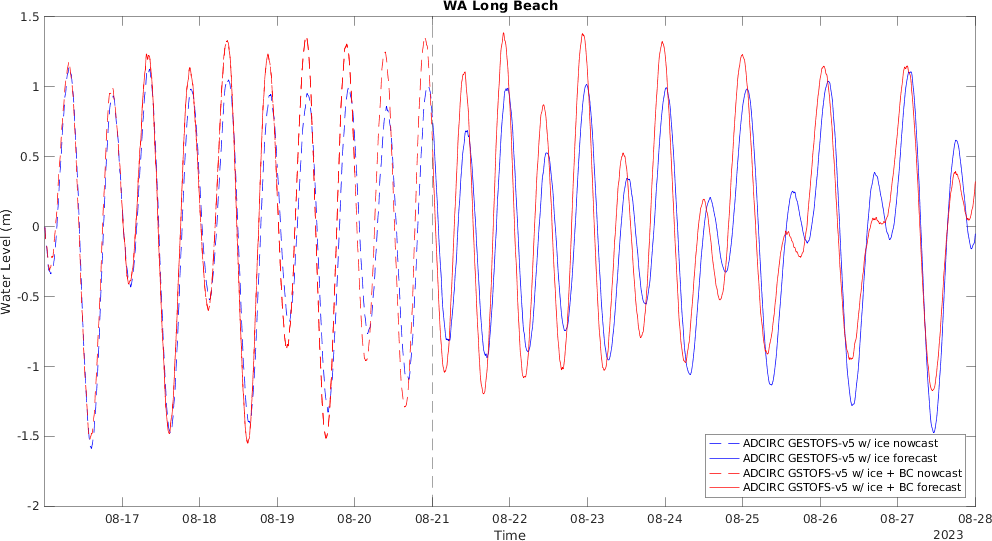 WA Long Beach
1.5
1
0.5
0
-0.5
-1
-1.5
-2
Water Level (m)
08-17 08-18 08-19 08-20 08-21 08-22 08-23 08-24 08-25 08-26 08-27 08-28
Time
2023
ADCIRC GESTOFS-v5 w/ ice nowcast
ADCIRC GESTOFS-v5 w/ ice forecast
ADCIRC GSTOFS-v5 w/ ice + BC nowcast
ADCIRC GSTOFS-v5 w/ ice + BC forecast